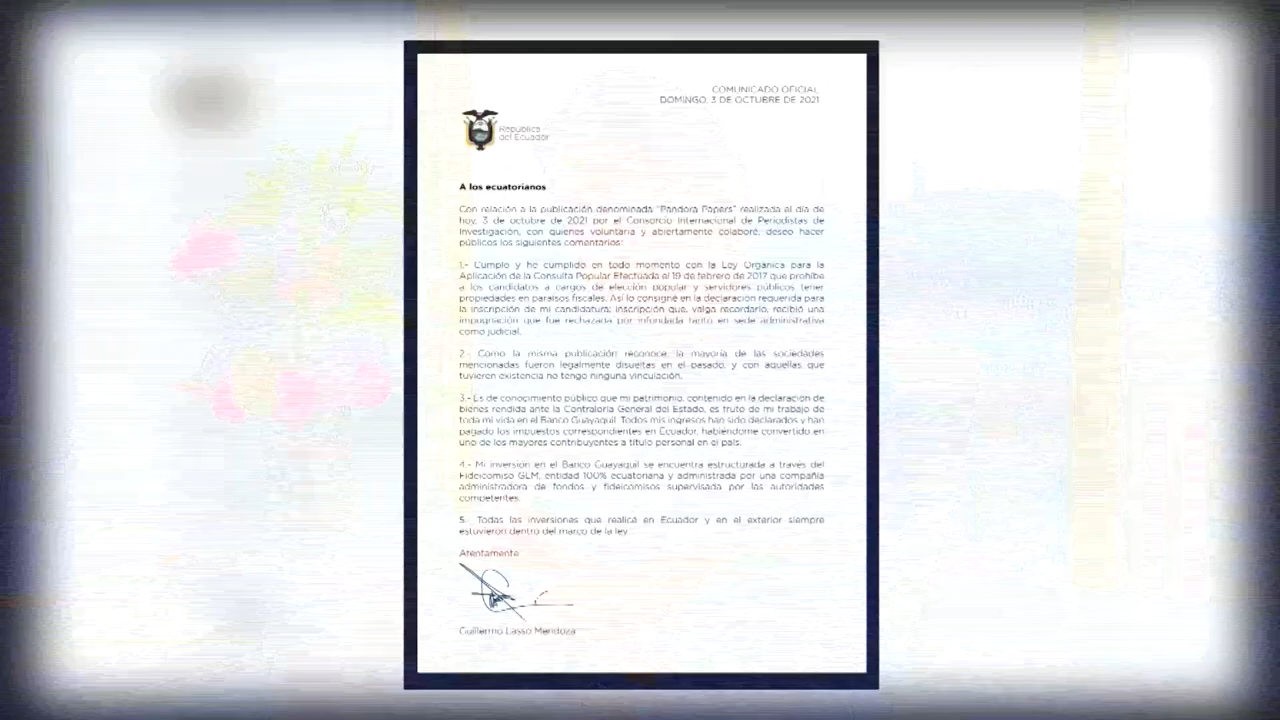 COMUNICADO OFICIAL
DOMINGO, 3 DE OCTUBRE DE 2021
República
del Ecuador
A los ecuatorianos
Con relación a la publicación denominada "Pandora Papers" realizada el día de
hoy, 3 de octubre de 2021 por el Consorcio Internacional de Periodistas de
Investigación, con quienes voluntaria y abiertamente colaboré, deseo hacer
públicos los siguientes comentarios:
1.- Cumplo y he cumplido en todo momento con la Ley Orgánica para la
Aplicación de la Consulta Popular Efectuada el 19 de febrero de 2017 que prohíbe
a los candidatos a cargos de elección popular y servidores públicos tener
propiedades en paraísos fiscales. Así lo consigné en la declaración requerida para
la inscripción de mi candidatura; inscripción que, valga recordarlo, recibió una
impugnación que fue rechazada por infundada tanto en sede administrativa
como judicial.
2.- Como la misma publicación reconoce, la mayoría de las sociedades
mencionadas fueron legalmente disueltas en el pasado, y con aquellas que
tuvieren existencia no tengo ninguna vinculación.
3.- Es de conocimiento público que mi patrimonio, contenido en la declaración de
bienes rendida ante la Contraloría General del Estado, es fruto de mi trabajo de
toda mi vida en el Banco Guayaquil. Todos mis ingresos han sido declarados y han
pagado los impuestos correspondientes en Ecuador, habiéndome convertido en
uno de los mayores contribuyentes a título personal en el país.
4.- Mi inversión en el Banco Guayaquil se encuentra estructurada a través del
Fideicomiso GLM, entidad 100% ecuatoriana y administrada por una compañía
administradora de fondos y fideicomisos supervisada por las autoridades
competentes.
5.- Todas las inversiones que realicé en Ecuador y en el exterior siempre
estuvieron dentro del marco de la ley.
Atentamente
Guillermo Lasso Mendoza